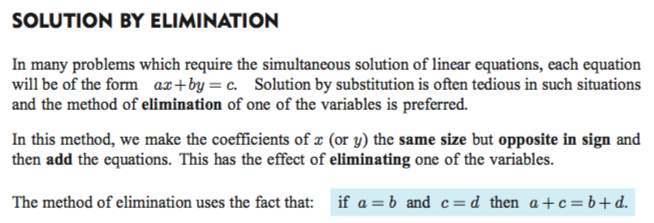 SOLUTION BY ELIMINATION
In many problems which require the simultaneous solution of linear equations, each equation
will be of the form ax+by = c. Solution by substitution is often tedious in such situations
and the method of elimination of one of the variables is preferred.
In this method, we make the coefficients of x (or y) the same size but opposite in sign and
then add the equations. This has the effect of eliminating one of the variables.
The method of elimination uses the fact that: if a = b and c = d then a + c = b + d.